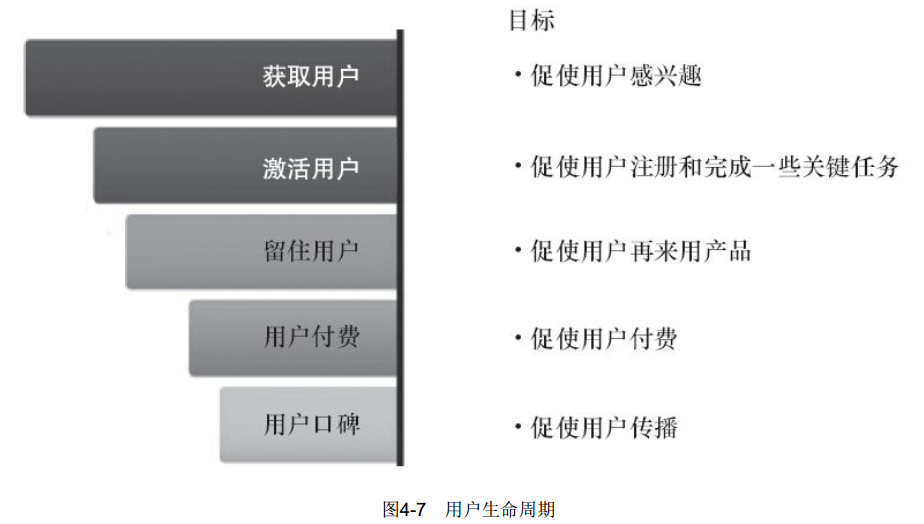 目标
获取用户
·促使用户感兴趣
激活用户
·促使用户注册和完成一些关键任务
留住用户
·促使用户再来用产品
用户付费
·促使用户付费
用户口碑
·促使用户传播
图4-7 用户生命周期